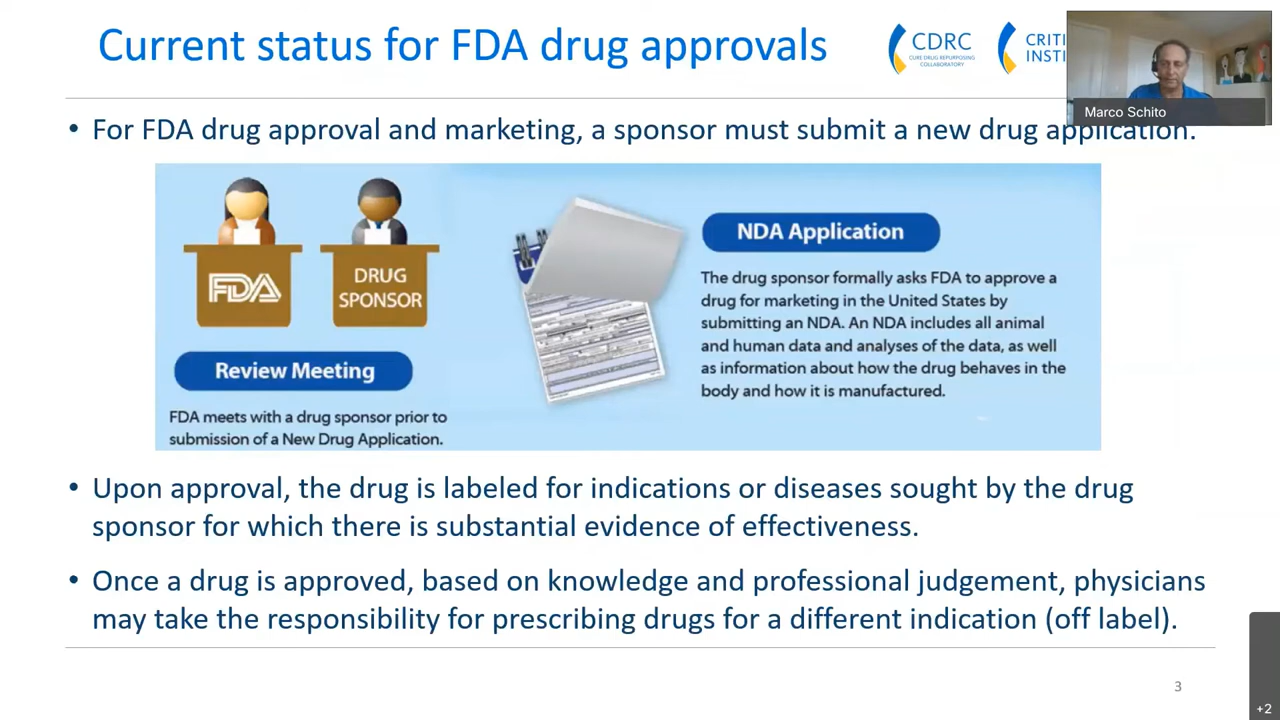 Current status for FDA drug approvals
CDRC
CURE DRUG REPURPOSING
COLLABORATORY
CRITI
INSTI
Marco Schito
• For FDA drug approval and marketing, a sponsor must submit a new drug application.
FDA
DRUG
SPONSOR
Review Meeting
FDA meets with a drug sponsor prior to
submission of a New Drug Application.
NDA Application
The drug sponsor formally asks FDA to approve a
drug for marketing in the United States by
submitting an NDA. An NDA includes all animal
and human data and analyses of the data, as well
as information about how the drug behaves in the
body and how it is manufactured.
• Upon approval, the drug is labeled for indications or diseases sought by the drug
sponsor for which there is substantial evidence of effectiveness.
• Once a drug is approved, based on knowledge and professional judgement, physicians
may take the responsibility for prescribing drugs for a different indication (off label).
3
+2